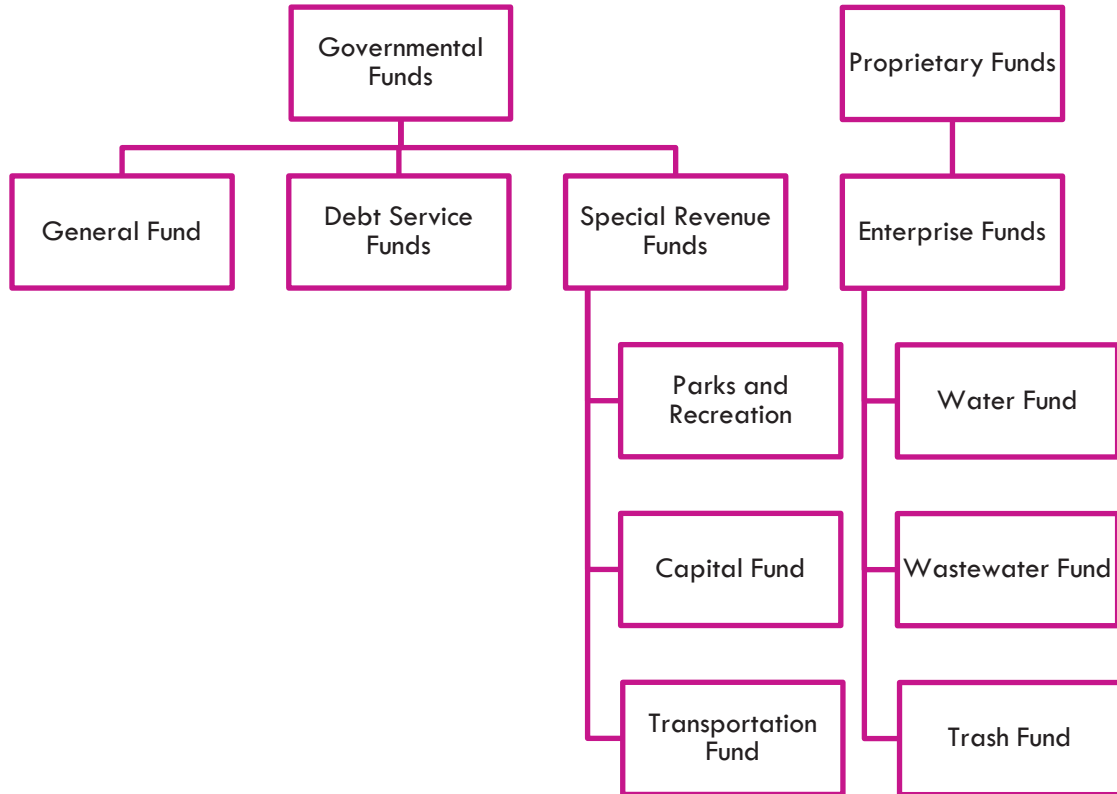 Governmental
Funds
Proprietary Funds
General Fund
Debt Service
Funds
Special Revenue
Funds
Enterprise Funds
Parks and
Recreation
Water Fund
Capital Fund
Wastewater Fund
Transportation
Fund
Trash Fund